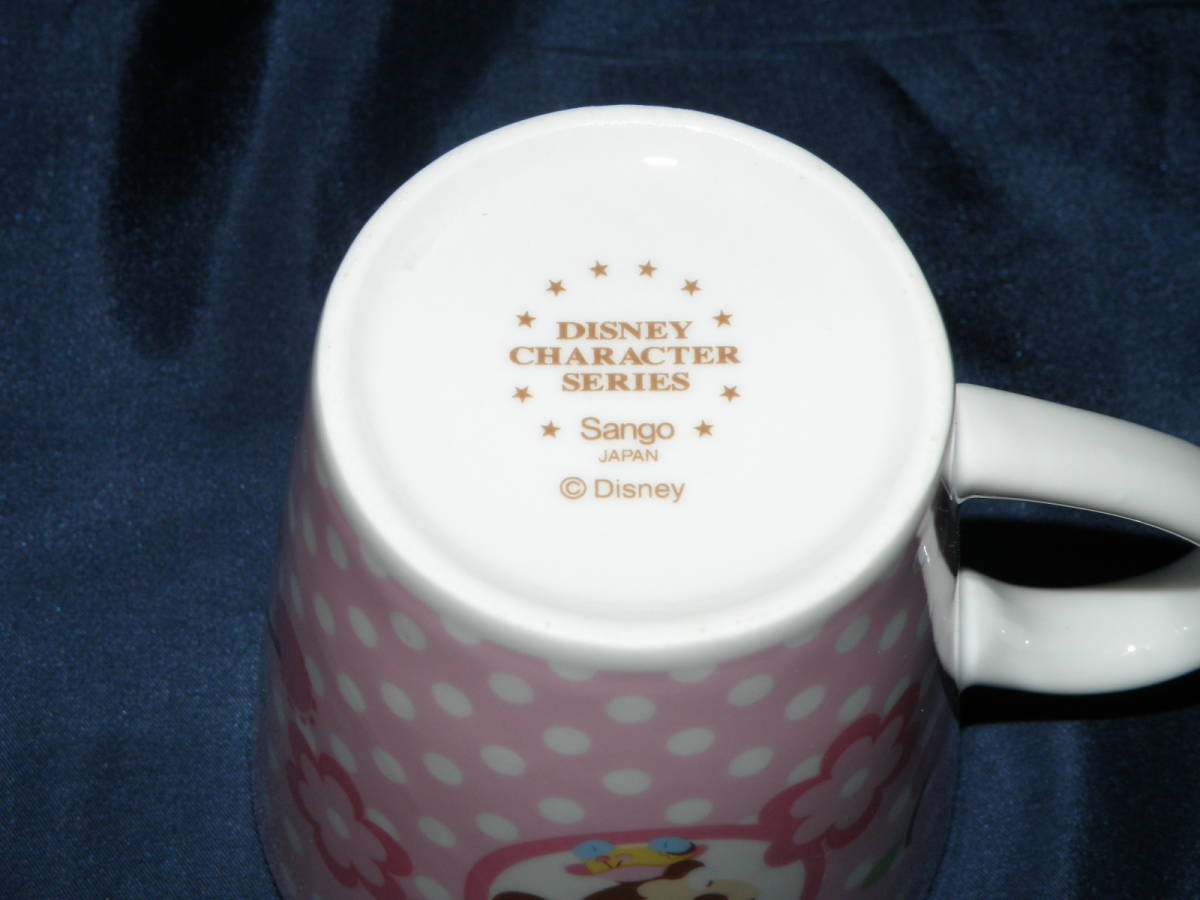 DISNEY
CHARACTER
SERIES
Sango
JAPAN
© Disney